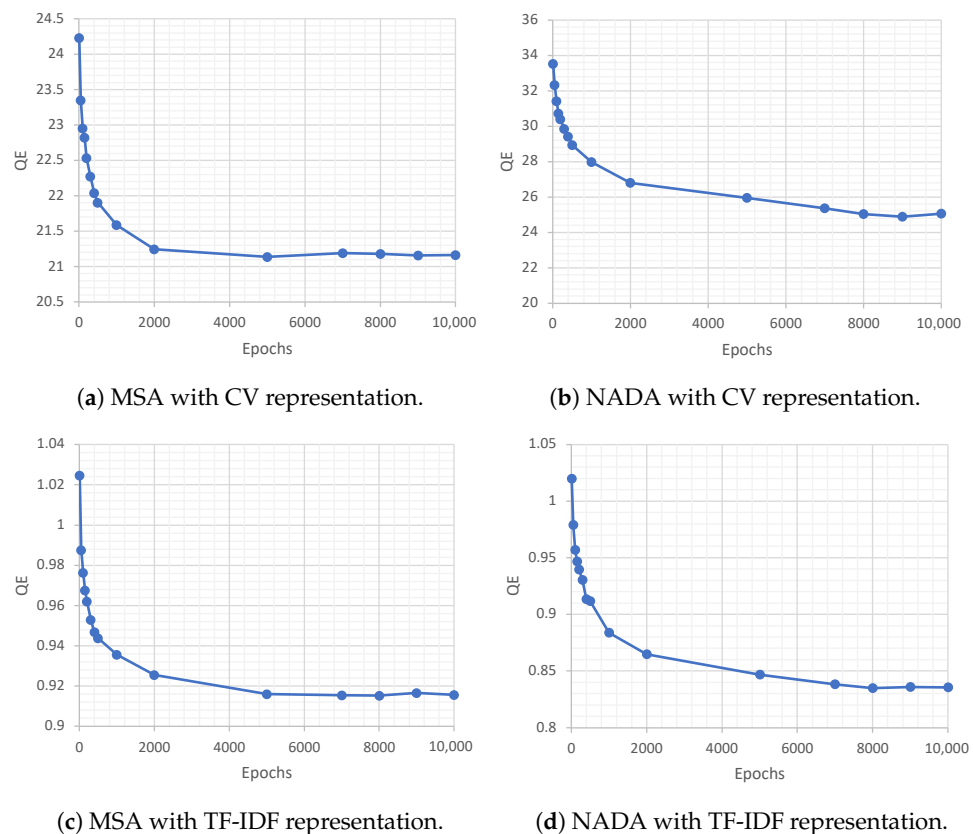 24.5
24
23.5
23
22.5
22
21.5
21
20.5
QE
0 2000 4000 6000 8000 10,000
Epochs
(a) MSA with CV representation.
36
34
32
30
28
26
24
22
20
QE
0 2000 4000 6000 8000 10,000
Epochs
(b) NADA with CV representation.
1.04
1.02
1
0.98
0.96
0.94
0.92
0.9
QE
0 2000 4000 6000 8000 10,000
Epochs
(c) MSA with TF-IDF representation.
1.05
1
0.95
0.9
0.85
0.8
QE
0 2000 4000 6000 8000 10,000
Epochs
(d) NADA with TF-IDF representation.